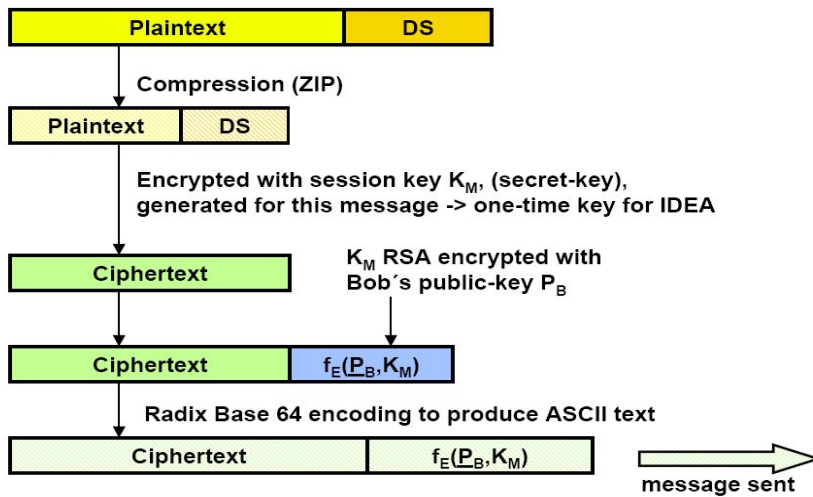 Plaintext DS
Compression (ZIP)
Plaintext DS
Encrypted with session key K_M, (secret-key),
generated for this message -> one-time key for IDEA
K_M RSA encrypted with
Bob´s public-key P_B
Ciphertext
Ciphertext f_E(P_B,K_M)
Radix Base 64 encoding to produce ASCII text
Ciphertext f_E(P_B,K_M)
message sent